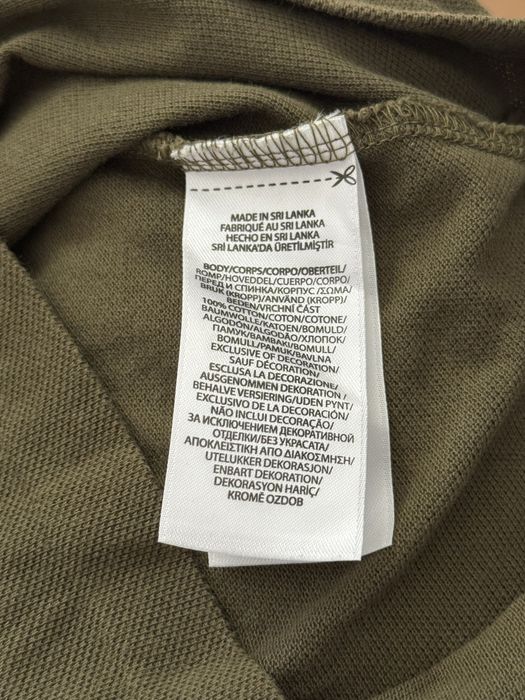 MADE IN SRI LANKA
FABRIQUÉ AU SRI LANKA
HECHO EN SRI LANKA
SRİ LANKA'DA ÜRETİLMİŞTİR
BODY/CORPS/CORPO/OBERTEIL/
ROMP/HOVEDDEL/CUERPO/CORPO/
ПЕРЕД И СПИНКА/КОРПУС /ΣΩΜΑ/
BRUK (KROPP)/ANVÄND (KROPP)/
BEDEN/VRCHNÍ ČÁST
100% COTTON/COTON/COTONE/
BAUMWOLLE/KATOEN/BOMULD/
ALGODÓN/ALGODÃO/ХЛОПОК/
ПАМУК/ΒΑΜΒΑΚΙ/BOMULL/
BOMULL/PAMUK/BAVLNA
EXCLUSIVE OF DECORATION/
SAUF DÉCORATION/
ESCLUSA LA DECORAZIONE/
AUSGENOMMEN DEKORATION /
BEHALVE VERSIERING/UDEN PYNT/
EXCLUSIVO DE LA DECORACIÓN/
NÃO INCLUI DECORAÇÃO/
ЗА ИСКЛЮЧЕНИЕМ ДЕКОРАТИВНОЙ
ОТДЕЛКИ/БЕЗ УКРАСАТА/
ΑΠΟΚΛΕΙΣΤΙΚΗ ΑΠΟ ΔΙΑΚΟΣΜΗΣΗ/
UTELUKKER DEKORASJON/
ENBART DEKORATION/
DEKORASYON HARİÇ/
KROMĚ OZDOB